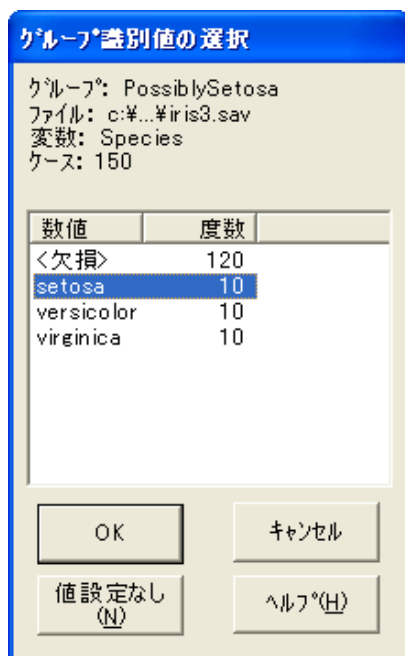 ｸﾞﾙｰﾌﾟ識別値の選択
ｸﾞﾙｰﾌﾟ: PossiblySetosa
ﾌｧｲﾙ: c:¥...¥iris3.sav
変数: Species
ｹｰｽ: 150
数値 度数
<欠損> 120
setosa 10
versicolor 10
virginica 10
OK ｷｬﾝｾﾙ
値設定なし
(N) ﾍﾙﾌﾟ(H)